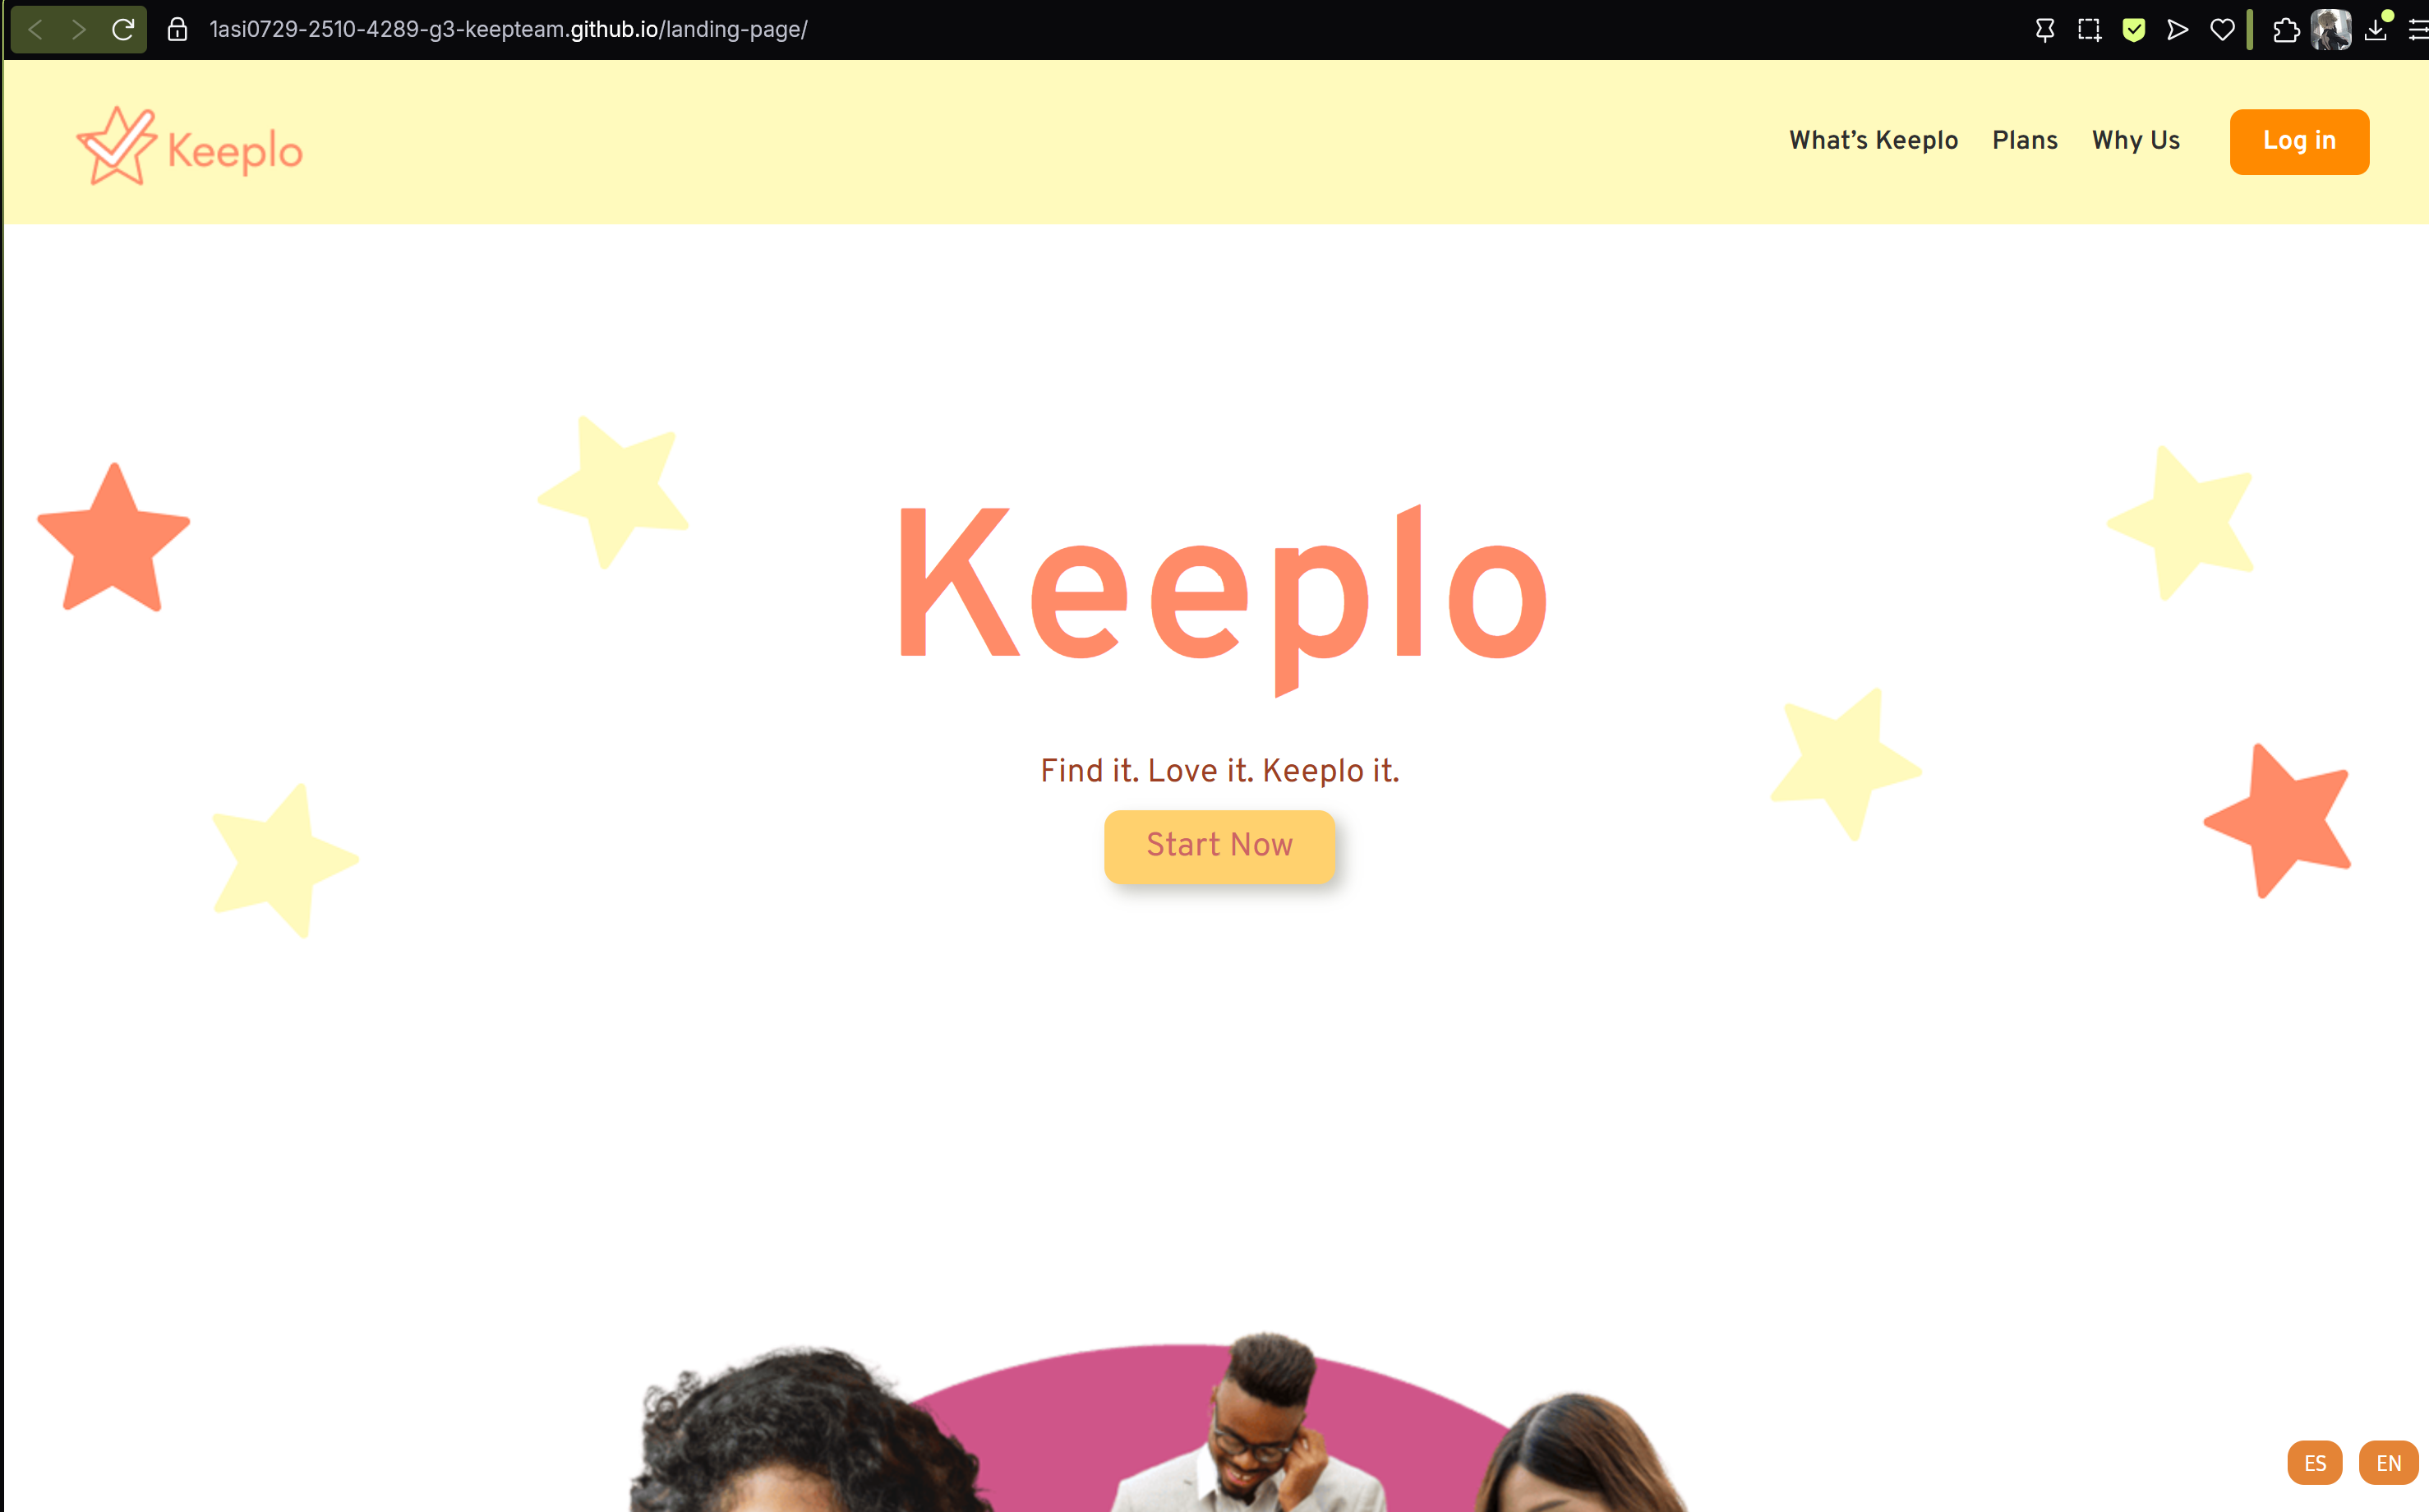 1asi0729-2510-4289-g3-keepteam.github.io/landing-page/
Keeplo
What's Keeplo Plans Why Us Log in
Keeplo
Find it. Love it. Keeplo it.
Start Now
ES EN